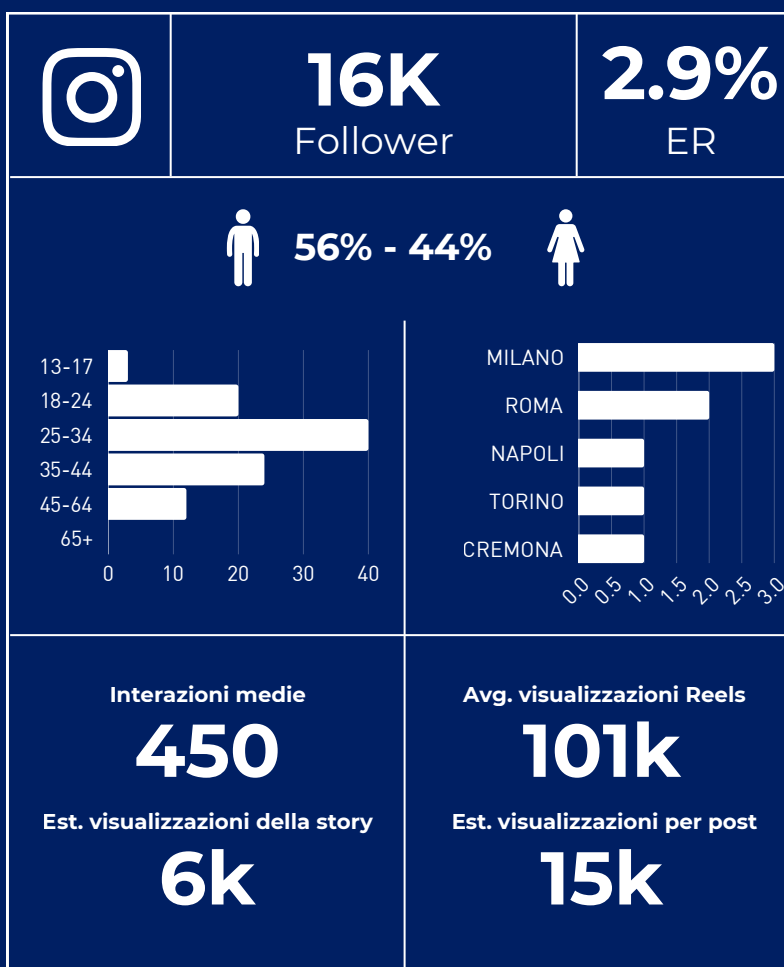 16K
Follower
2.9%
ER
56% - 44%
13-17
18-24
25-34
35-44
45-64
65+
0 10 20 30 40
MILANO
ROMA
NAPOLI
TORINO
CREMONA
0.0 0.5 1.0 1.5 2.0 2.5 3.0
Interazioni medie
450
Est. visualizzazioni della story
6k
Avg. visualizzazioni Reels
101k
Est. visualizzazioni per post
15k